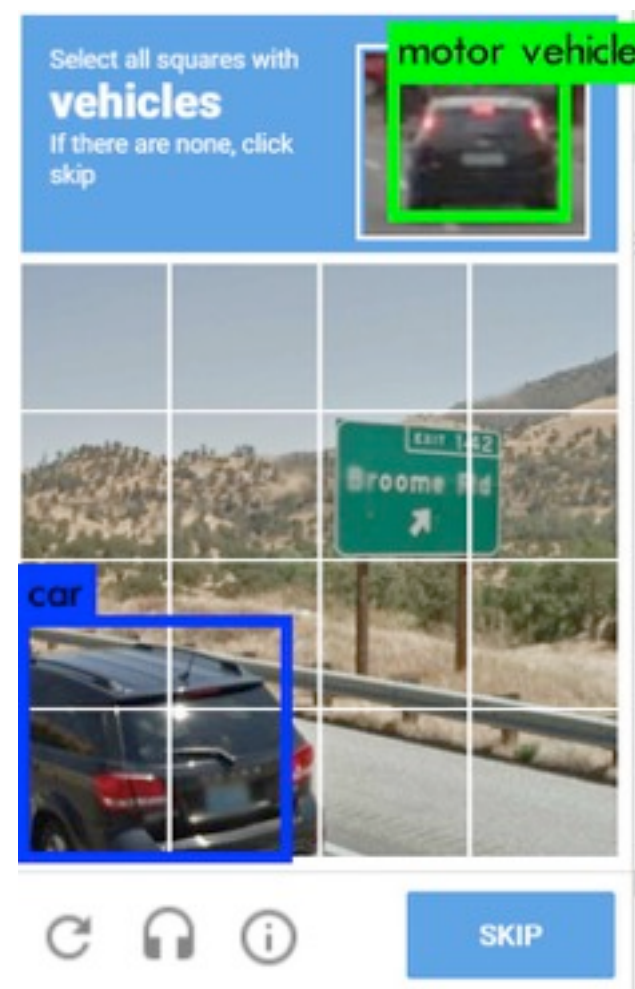 Select all squares with
motor vehicle
vehicles
If there are none, click
skip
EXIT 142
Broome Rd
car
SKIP